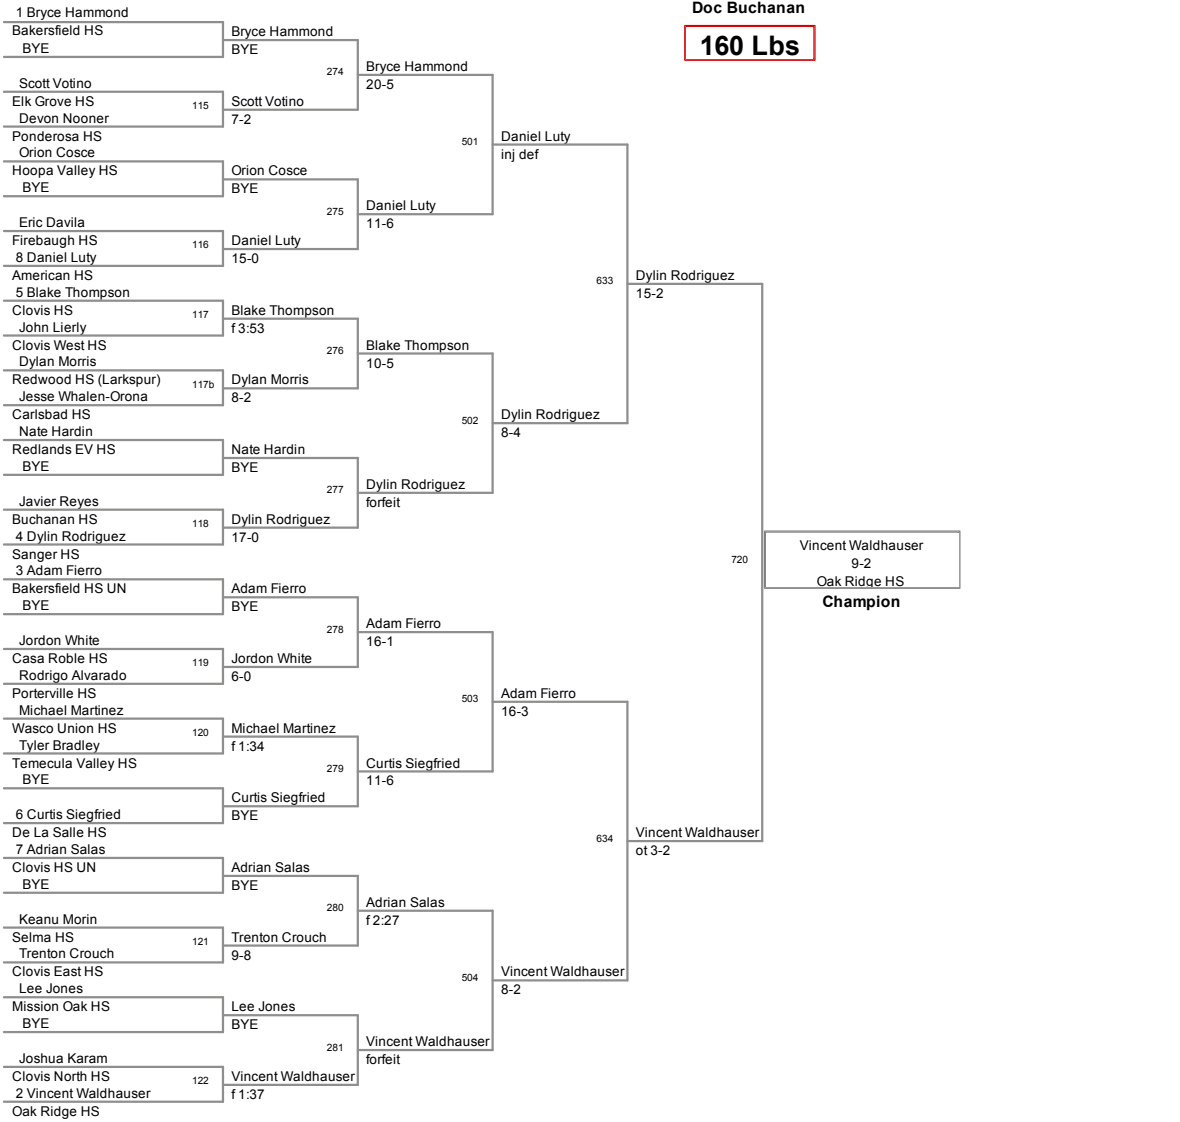 Doc Buchanan
160 Lbs
1 Bryce Hammond
Bakersfield HS
BYE
Scott Votino
Elk Grove HS
115
Devon Nooner
Ponderosa HS
Orion Cosce
Hoopa Valley HS
BYE
Eric Davila
Firebaugh HS
116
8 Daniel Luty
American HS
5 Blake Thompson
Clovis HS
117
John Lierly
Clovis West HS
Dylan Morris
Redwood HS (Larkspur)
117b
Jesse Whalen-Orona
Carlsbad HS
Nate Hardin
Redlands EV HS
BYE
Javier Reyes
Buchanan HS
118
4 Dylin Rodriguez
Sanger HS
3 Adam Fierro
Bakersfield HS UN
BYE
Jordon White
Casa Roble HS
119
Rodrigo Alvarado
Porterville HS
Michael Martinez
Wasco Union HS
120
Tyler Bradley
Temecula Valley HS
BYE
6 Curtis Siegfried
De La Salle HS
7 Adrian Salas
Clovis HS UN
BYE
Keanu Morin
Selma HS
121
Trenton Crouch
Clovis East HS
Lee Jones
Mission Oak HS
BYE
Joshua Karam
Clovis North HS
122
2 Vincent Waldhauser
Oak Ridge HS
Bryce Hammond
BYE
274
Scott Votino
7-2
Orion Cosce
BYE
275
Daniel Luty
15-0
Blake Thompson
f 3:53
276
Dylan Morris
8-2
Nate Hardin
BYE
277
Dylin Rodriguez
17-0
Adam Fierro
BYE
278
Jordon White
6-0
Michael Martinez
f 1:34
279
Curtis Siegfried
BYE
Adrian Salas
BYE
280
Trenton Crouch
9-8
Lee Jones
BYE
281
Vincent Waldhauser
f 1:37
Bryce Hammond
20-5
501
Daniel Luty
11-6
Blake Thompson
10-5
502
Dylin Rodriguez
forfeit
Adam Fierro
16-1
503
Curtis Siegfried
11-6
Adrian Salas
f 2:27
504
Vincent Waldhauser
forfeit
Daniel Luty
inj def
633
Dylin Rodriguez
8-4
Adam Fierro
16-3
634
Vincent Waldhauser
8-2
Dylin Rodriguez
15-2
720
Vincent Waldhauser
ot 3-2
Vincent Waldhauser
9-2
Oak Ridge HS
Champion